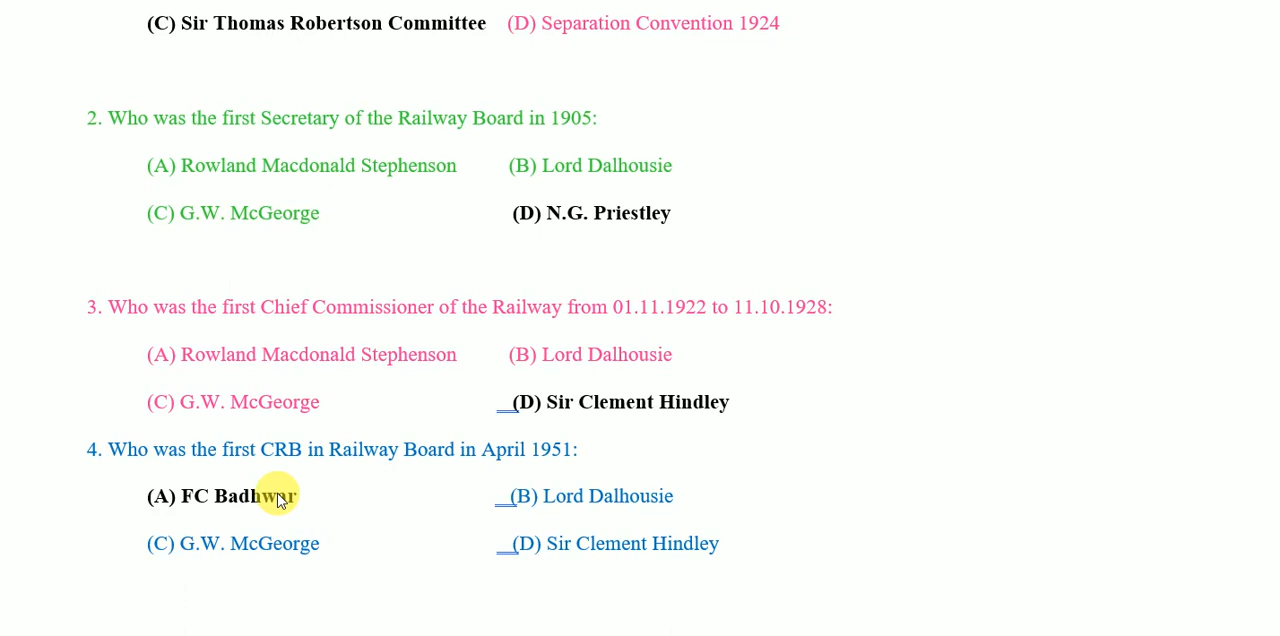 (C) Sir Thomas Robertson Committee (D) Separation Convention 1924
2. Who was the first Secretary of the Railway Board in 1905:
(A) Rowland Macdonald Stephenson (B) Lord Dalhousie
(C) G.W. McGeorge (D) N.G. Priestley
3. Who was the first Chief Commissioner of the Railway from 01.11.1922 to 11.10.1928:
(A) Rowland Macdonald Stephenson (B) Lord Dalhousie
(C) G.W. McGeorge (D) Sir Clement Hindley
4. Who was the first CRB in Railway Board in April 1951:
(A) FC Badhwar (B) Lord Dalhousie
(C) G.W. McGeorge (D) Sir Clement Hindley